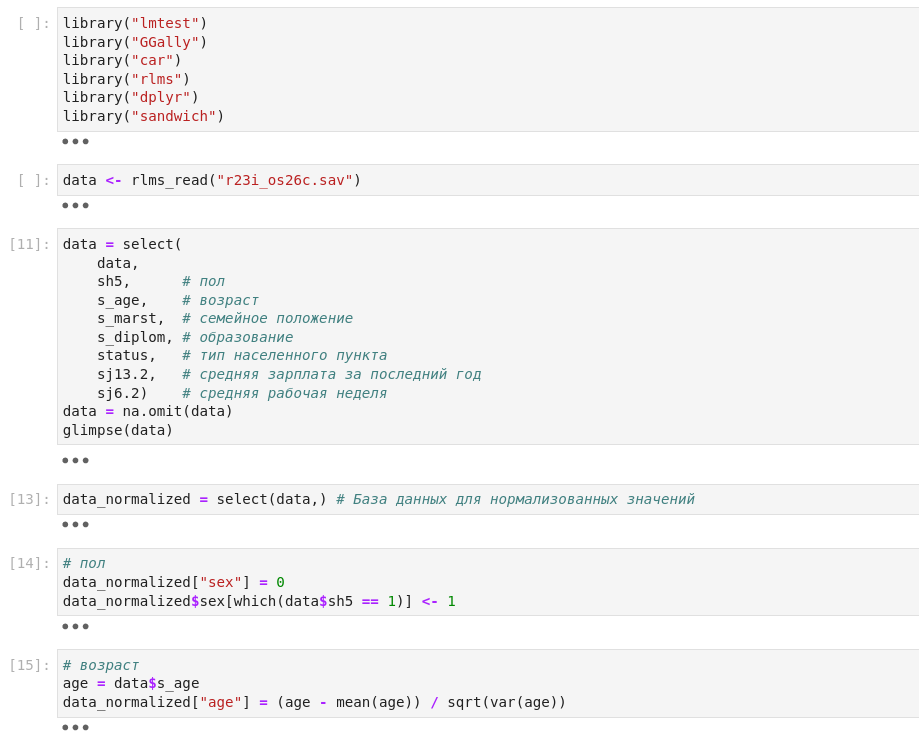 [ ]: library("lmtest")
library("GGally")
library("car")
library("rlms")
library("dplyr")
library("sandwich")
•••
[ ]: data <- rlms_read("r23i_os26c.sav")
•••
[11]: data = select(
    data,
    sh5,      # пол
    s_age,    # возраст
    s_marst,  # семейное положение
    s_diplom, # образование
    status,   # тип населенного пункта
    sj13.2,   # средняя зарплата за последний год
    sj6.2)    # средняя рабочая неделя
data = na.omit(data)
glimpse(data)
•••
[13]: data_normalized = select(data,) # База данных для нормализованных значений
•••
[14]: # пол
data_normalized["sex"] = 0
data_normalized$sex[which(data$sh5 == 1)] <- 1
•••
[15]: # возраст
age = data$s_age
data_normalized["age"] = (age - mean(age)) / sqrt(var(age))
•••